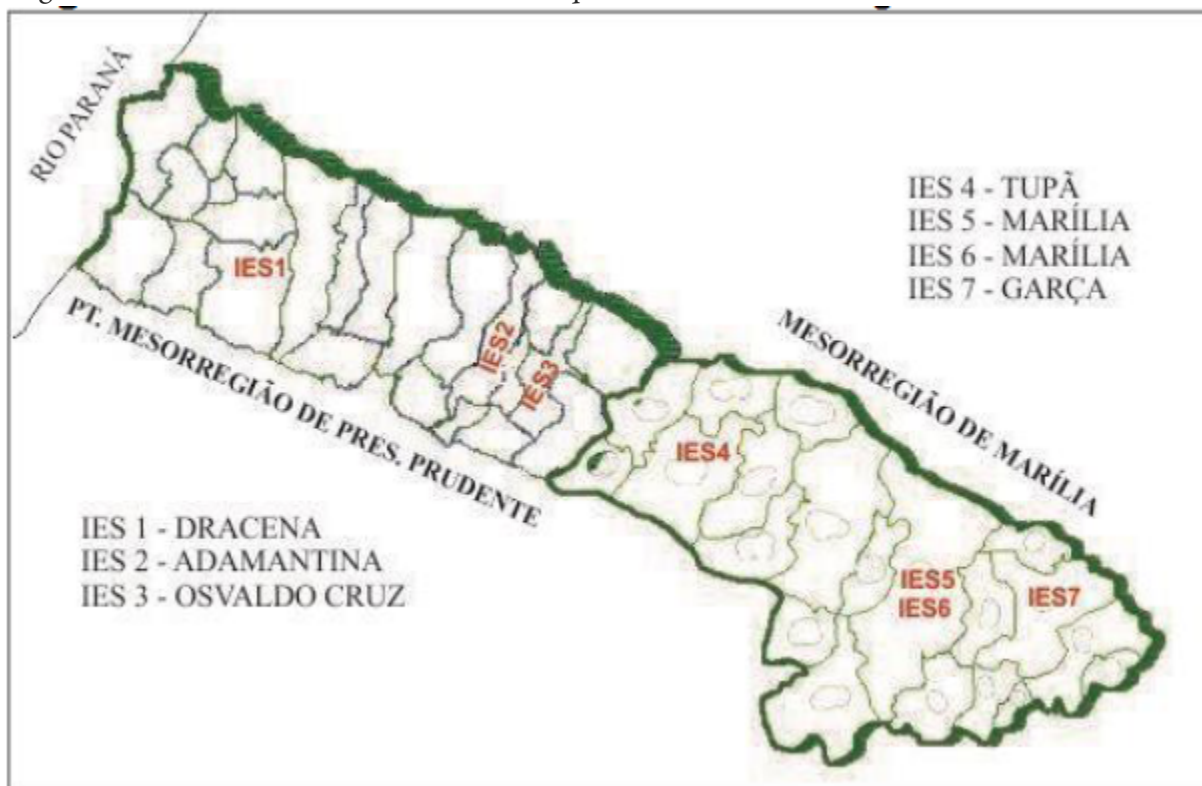 RIO PARANÁ
IES1
IES2
IES3
PT. MESORREGIÃO DE PRES. PRUDENTE
IES 1 - DRACENA
IES 2 - ADAMANTINA
IES 3 - OSVALDO CRUZ
IES 4 - TUPÃ
IES 5 - MARÍLIA
IES 6 - MARÍLIA
IES 7 - GARÇA
MESORREGIÃO DE MARÍLIA
IES4
IES5
IES6
IES7